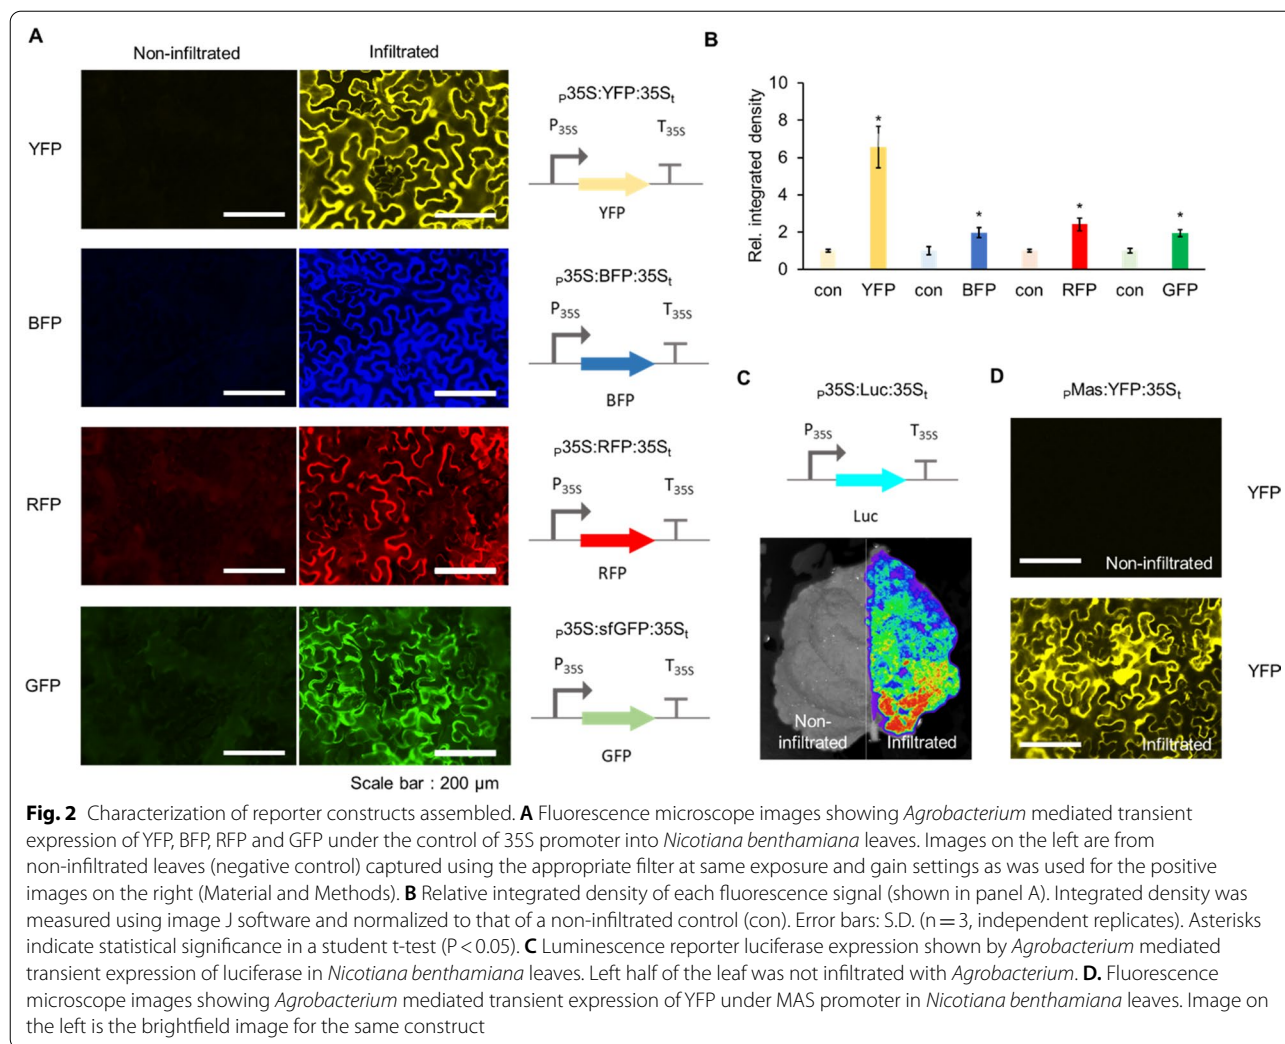 A
Non-infiltrated Infiltrated
YFP
BFP
RFP
GFP
P35S:YFP:35St
P35S T35S
YFP
P35S:BFP:35St
P35S T35S
BFP
P35S:RFP:35St
P35S T35S
RFP
P35S:sfGFP:35St
P35S T35S
GFP
Scale bar : 200 µm
B
Rel. integrated density
10
8
6
4
2
0
* * * *
con YFP con BFP con RFP con GFP
C
P35S:Luc:35St
P35S T35S
Luc
Non-
infiltrated Infiltrated
D
PMas:YFP:35St
YFP
Non-infiltrated
YFP
Infiltrated
Fig. 2 Characterization of reporter constructs assembled. A Fluorescence microscope images showing Agrobacterium mediated transient
expression of YFP, BFP, RFP and GFP under the control of 35S promoter into Nicotiana benthamiana leaves. Images on the left are from
non-infiltrated leaves (negative control) captured using the appropriate filter at same exposure and gain settings as was used for the positive
images on the right (Material and Methods). B Relative integrated density of each fluorescence signal (shown in panel A). Integrated density was
measured using image J software and normalized to that of a non-infiltrated control (con). Error bars: S.D. (n = 3, independent replicates). Asterisks
indicate statistical significance in a student t-test (P < 0.05). C Luminescence reporter luciferase expression shown by Agrobacterium mediated
transient expression of luciferase in Nicotiana benthamiana leaves. Left half of the leaf was not infiltrated with Agrobacterium. D. Fluorescence
microscope images showing Agrobacterium mediated transient expression of YFP under MAS promoter in Nicotiana benthamiana leaves. Image on
the left is the brightfield image for the same construct